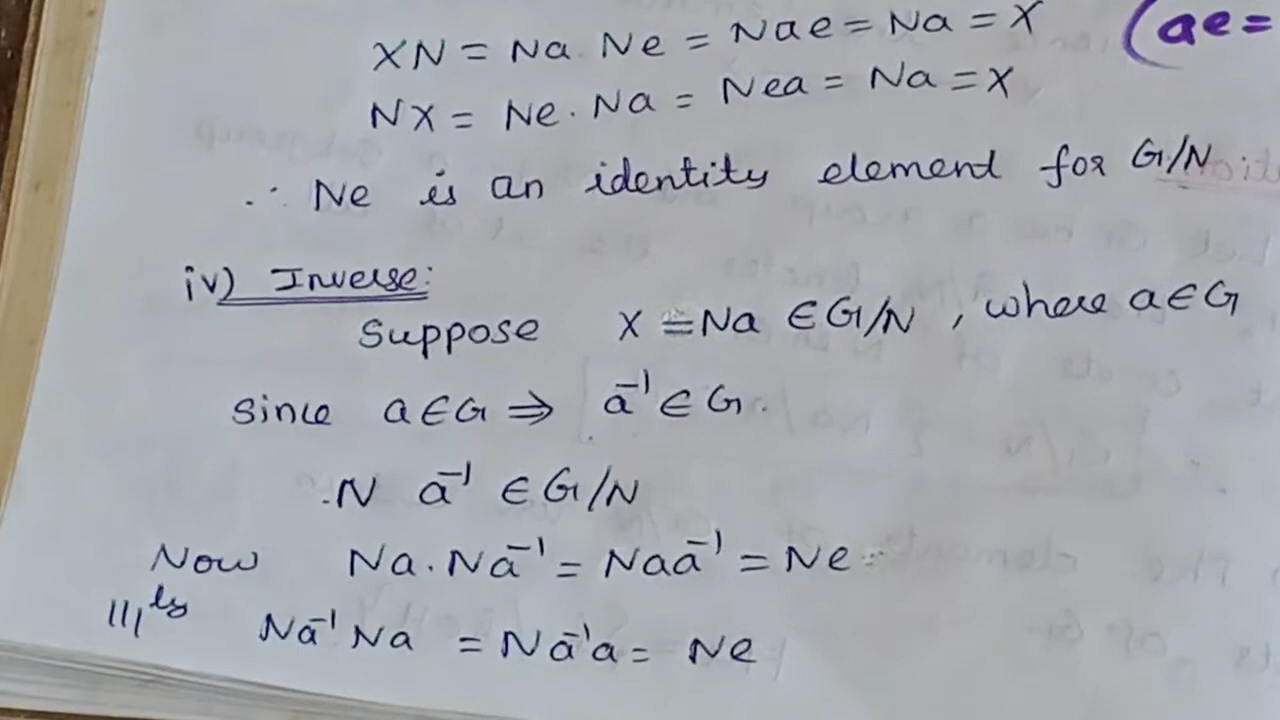 XN = Na. Ne = Nae = Na = X (ae=
NX = Ne. Na = Nea = Na = X
∴ Ne is an identity element for G/N
iv) Inverse:
Suppose X = Na ∈ G/N, where a∈G
since a∈G ⇒ a⁻¹ ∈ G.
.N a⁻¹ ∈ G/N
Now Na. Na⁻¹ = Naa⁻¹ = Ne
|||ly Na⁻¹ Na = Na⁻¹a = Ne